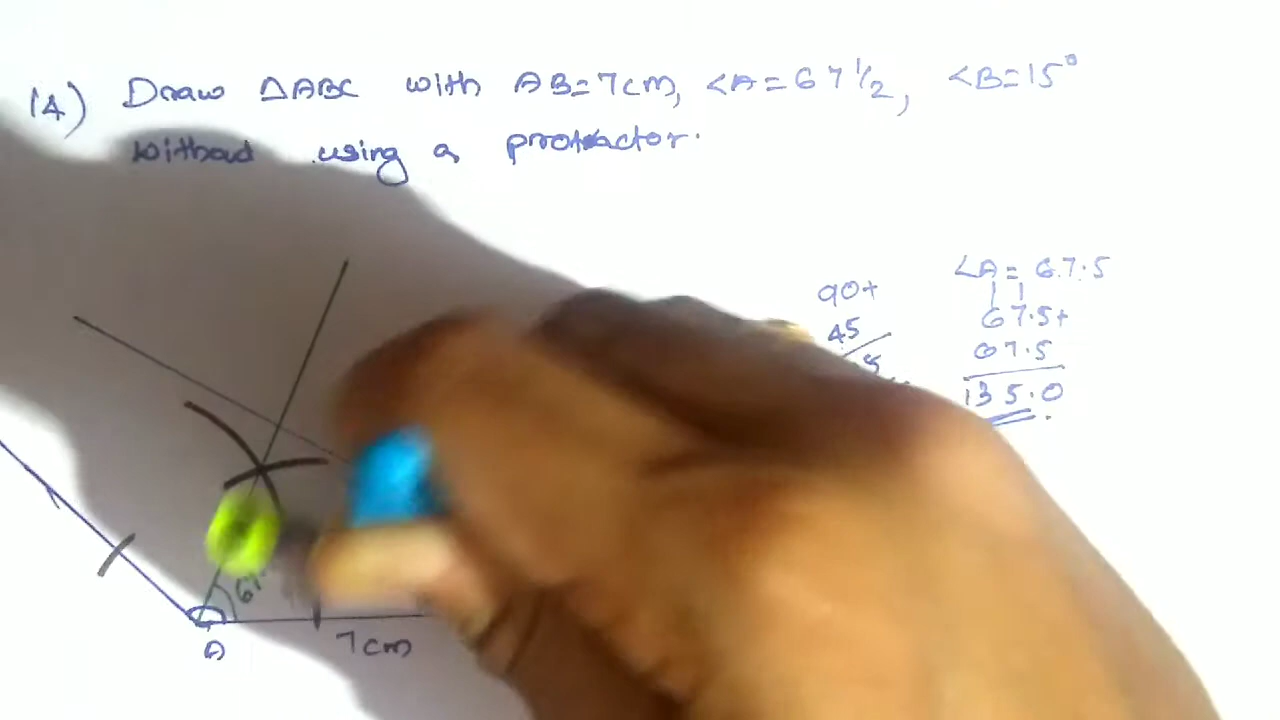 14) Draw △ABC with AB=7cm, <A=67½, <B=15°
without using a protractor.
90+
45
<A = 67.5
67.5+
67.5
135.0
A
7cm